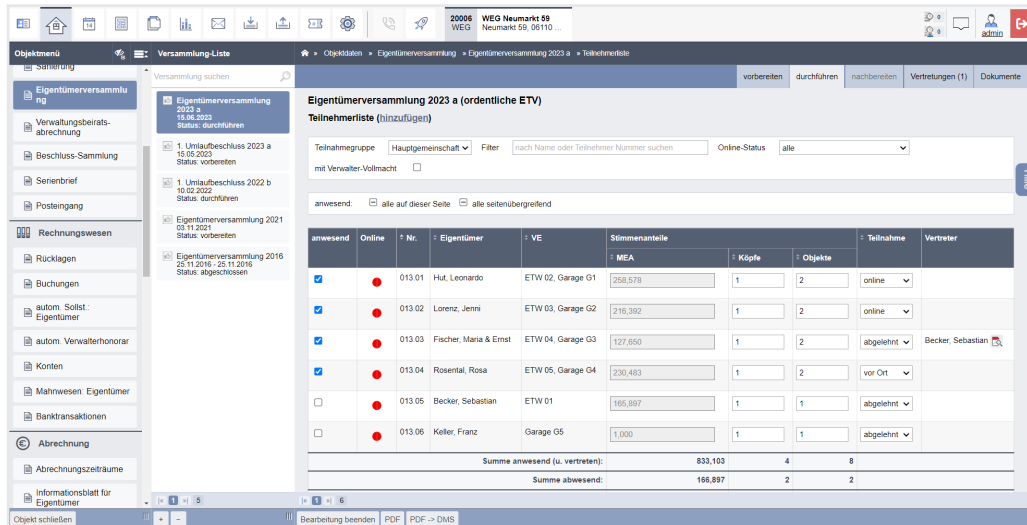 20006 WEG Neumarkt 59
WEG Neumarkt 59, 06110 ...
admin
Objektmenü
Versammlung-Liste
» Objektdaten » Eigentümerversammlung » Eigentümerversammlung 2023 a » Teilnehmerliste
Sanierung
Eigentümerversammlu
ng
Verwaltungsbeirats-
abrechnung
Beschluss-Sammlung
Serienbrief
Posteingang
Rechnungswesen
Rücklagen
Buchungen
autom. Sollst.:
Eigentümer
autom. Verwalterhonorar
Konten
Mahnwesen: Eigentümer
Banktransaktionen
Abrechnung
Abrechnungszeiträume
Informationsblatt für
Eigentümer
Objekt schließen
Versammlung suchen
Eigentümerversammlung
2023 a
15.06.2023
Status: durchführen
1. Umlaufbeschluss 2023 a
15.05.2023
Status: vorbereiten
1. Umlaufbeschluss 2022 b
10.02.2022
Status: durchführen
Eigentümerversammlung 2021
03.11.2021
Status: vorbereiten
Eigentümerversammlung 2016
25.11.2016 - 25.11.2016
Status: abgeschlossen
1 5
+ −
vorbereiten durchführen nachbereiten Vertretungen (1) Dokumente
Eigentümerversammlung 2023 a (ordentliche ETV)
Teilnehmerliste (hinzufügen)
Teilnahmegruppe Hauptgemeinschaft Filter nach Name oder Teilnehmer Nummer suchen Online-Status alle
mit Verwalter-Vollmacht
anwesend: alle auf dieser Seite alle seitenübergreifend
anwesend Online Nr. Eigentümer VE Stimmenanteile Teilnahme Vertreter
MEA Köpfe Objekte
013.01 Hut, Leonardo ETW 02, Garage G1 258,578 1 2 online
013.02 Lorenz, Jenni ETW 03, Garage G2 216,392 1 2 online
013.03 Fischer, Maria & Ernst ETW 04, Garage G3 127,650 1 2 abgelehnt Becker, Sebastian
013.04 Rosental, Rosa ETW 05, Garage G4 230,483 1 2 vor Ort
013.05 Becker, Sebastian ETW 01 165,897 1 1 abgelehnt
013.06 Keller, Franz Garage G5 1,000 1 1 abgelehnt
Summe anwesend (u. vertreten): 833,103 4 8
Summe abwesend: 166,897 2 2
1 6
Bearbeitung beenden PDF PDF -> DMS